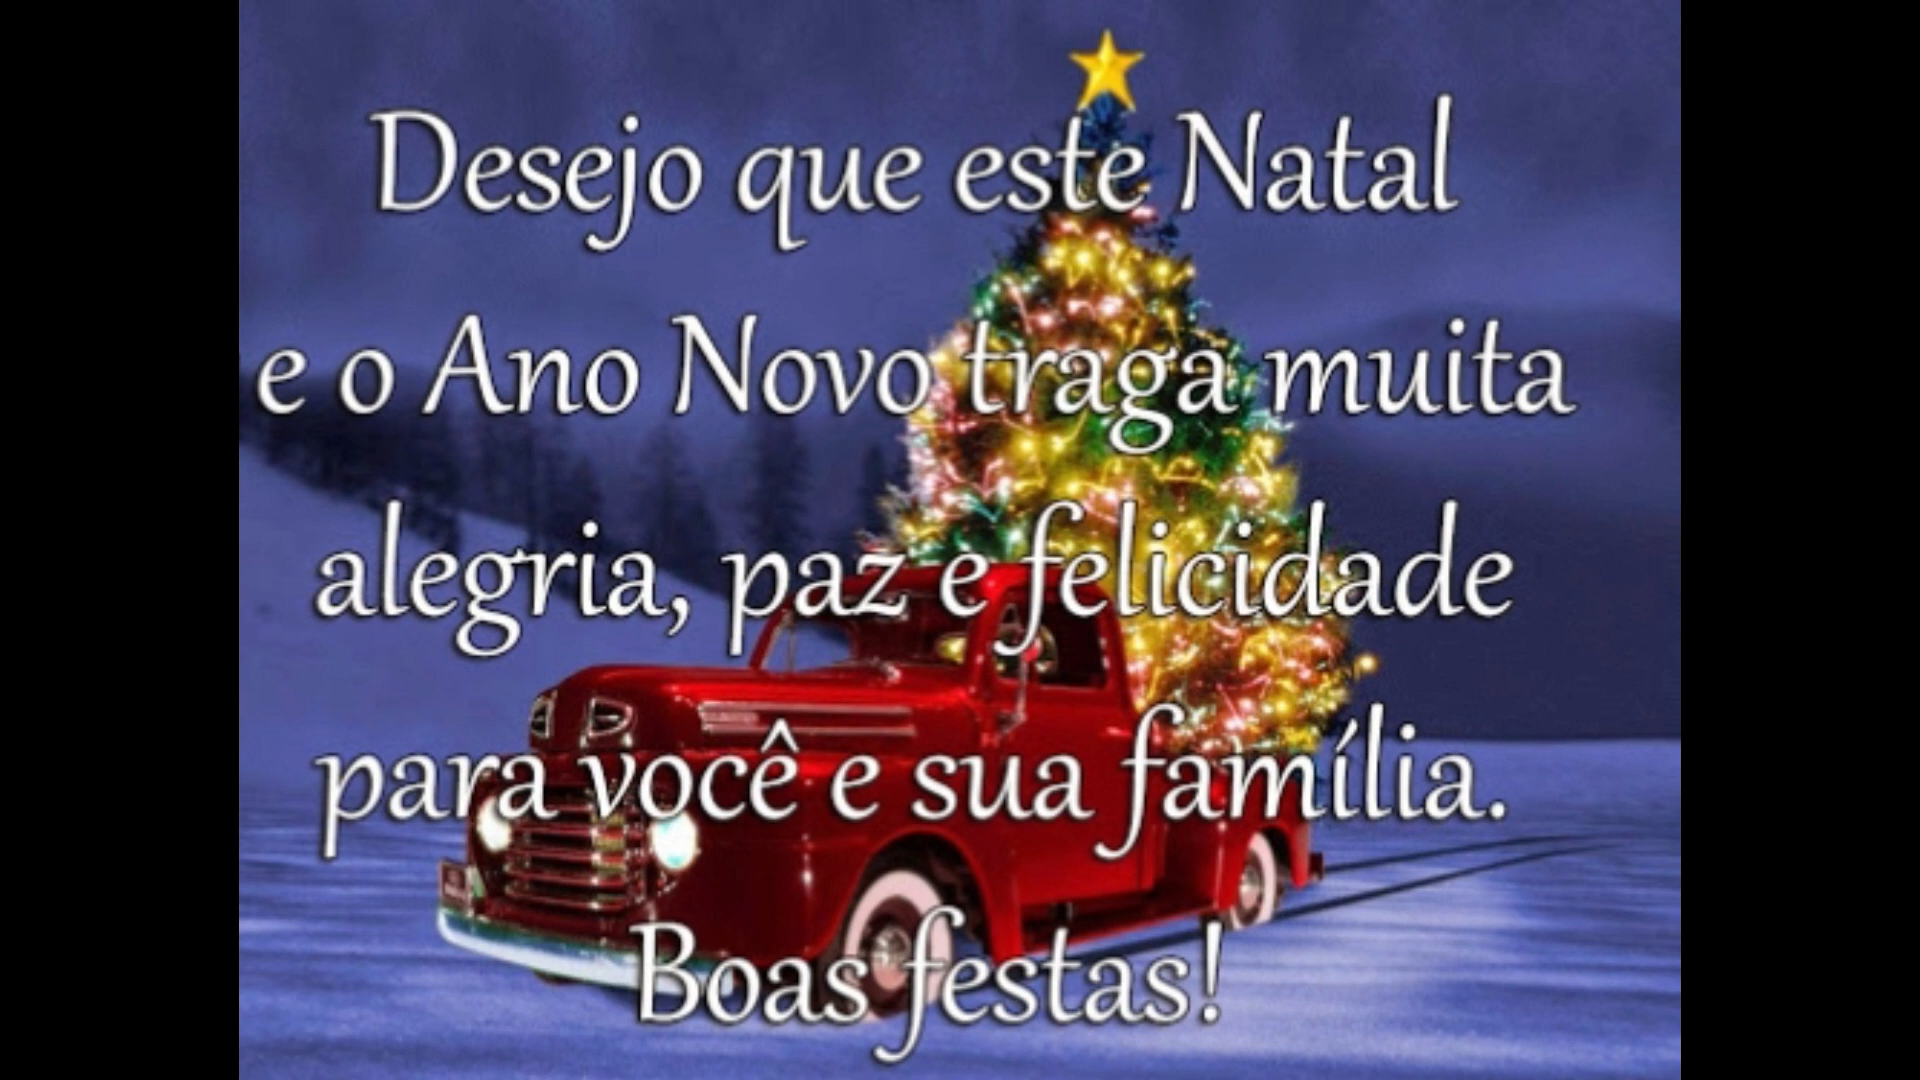 Desejo que este Natal
e o Ano Novo traga muita
alegria, paz e felicidade
para você e sua família.
Boas festas!